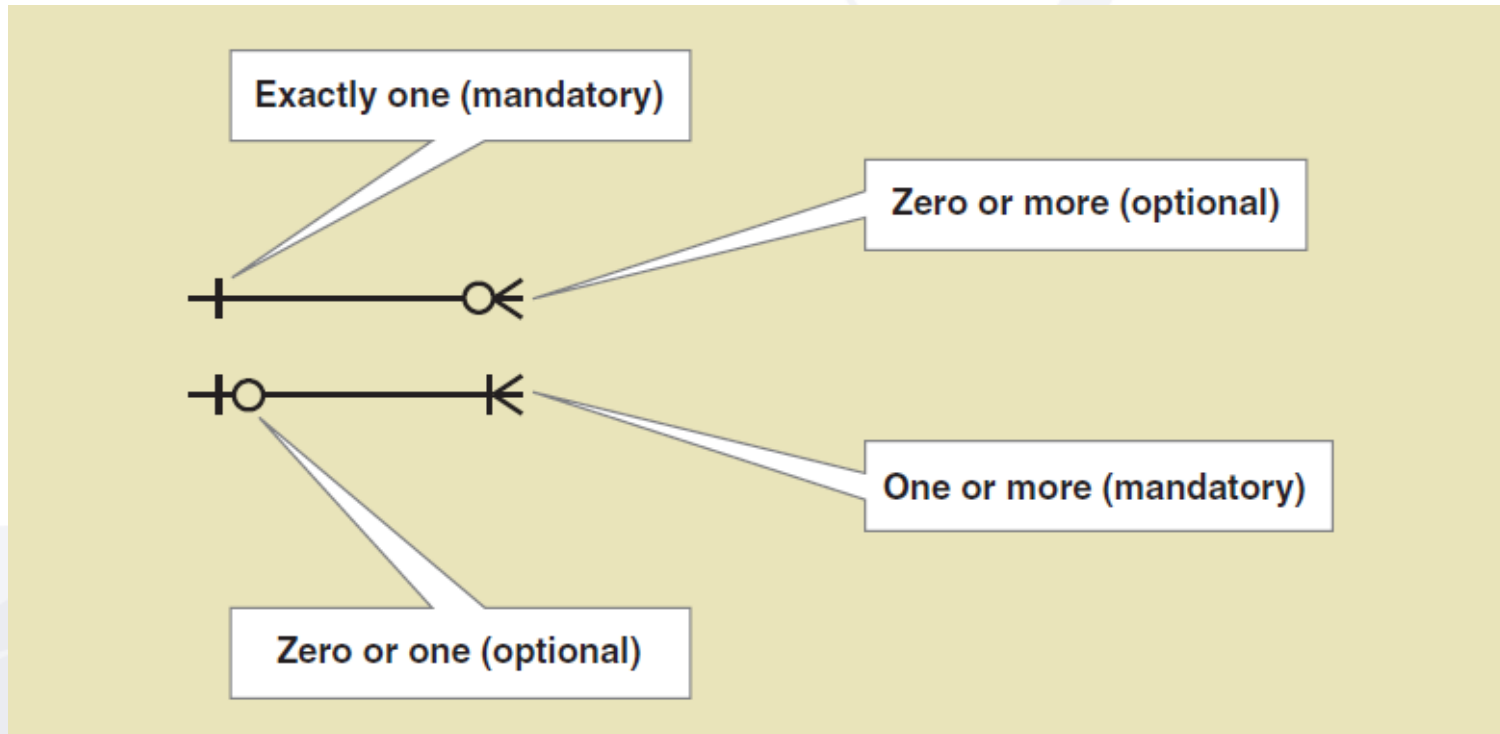 Exactly one (mandatory)
Zero or more (optional)
One or more (mandatory)
Zero or one (optional)